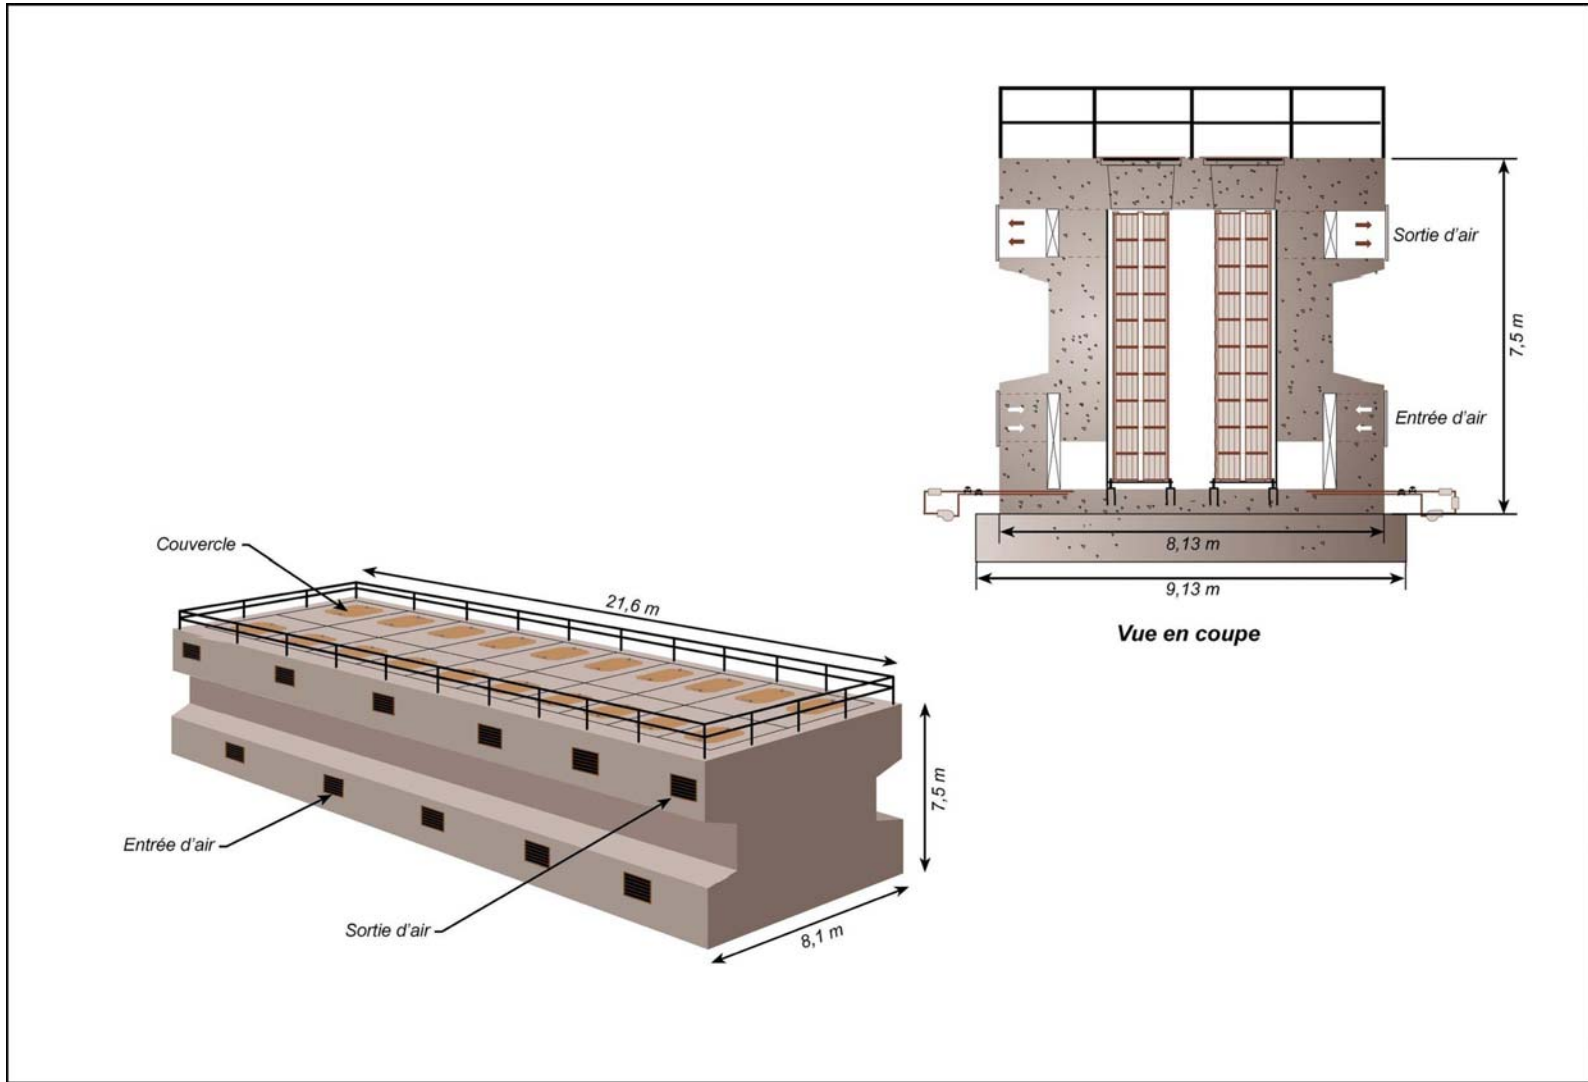 Sortie d'air
7,5 m
Entrée d'air
8,13 m
9,13 m
Vue en coupe
Couvercle
21,6 m
7,5 m
Entrée d'air
Sortie d'air
8,1 m